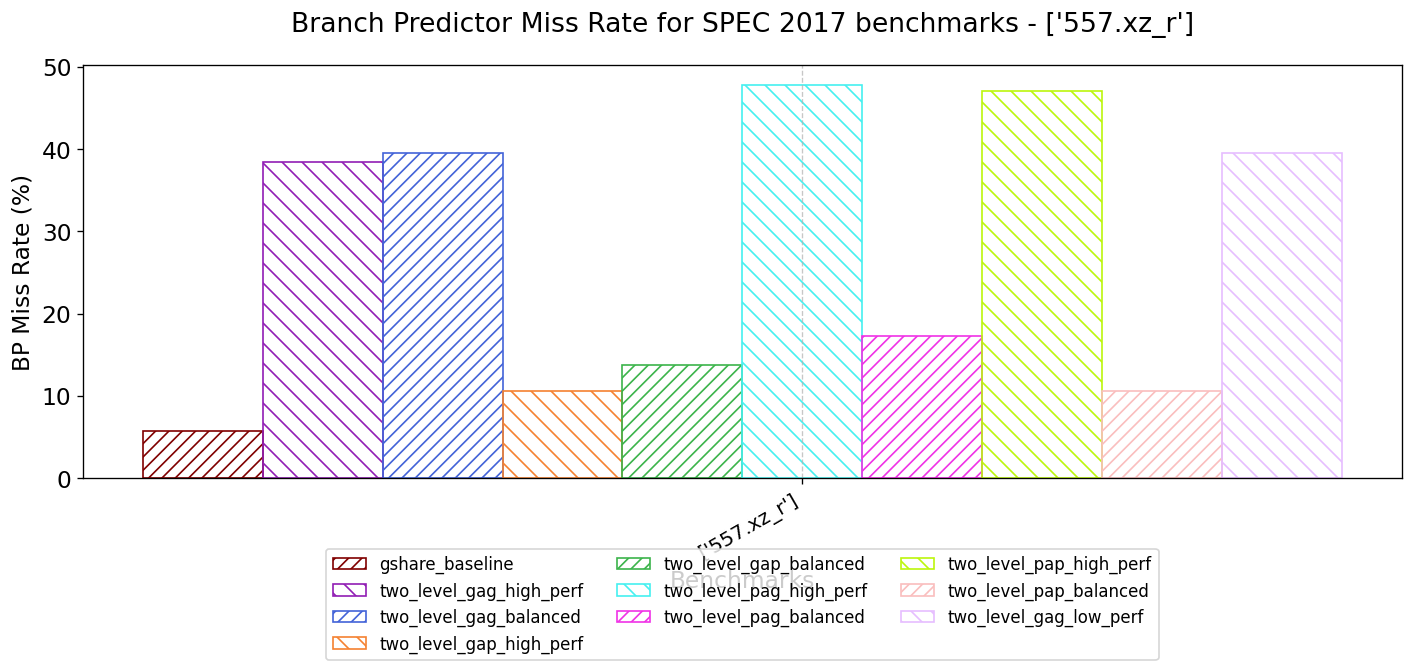 Branch Predictor Miss Rate for SPEC 2017 benchmarks - ['557.xz_r']
BP Miss Rate (%)
50
40
30
20
10
0
['557.xz_r']
Benchmarks
gshare_baseline
two_level_gag_high_perf
two_level_gag_balanced
two_level_gap_high_perf
two_level_gap_balanced
two_level_pag_high_perf
two_level_pag_balanced
two_level_pap_high_perf
two_level_pap_balanced
two_level_gag_low_perf